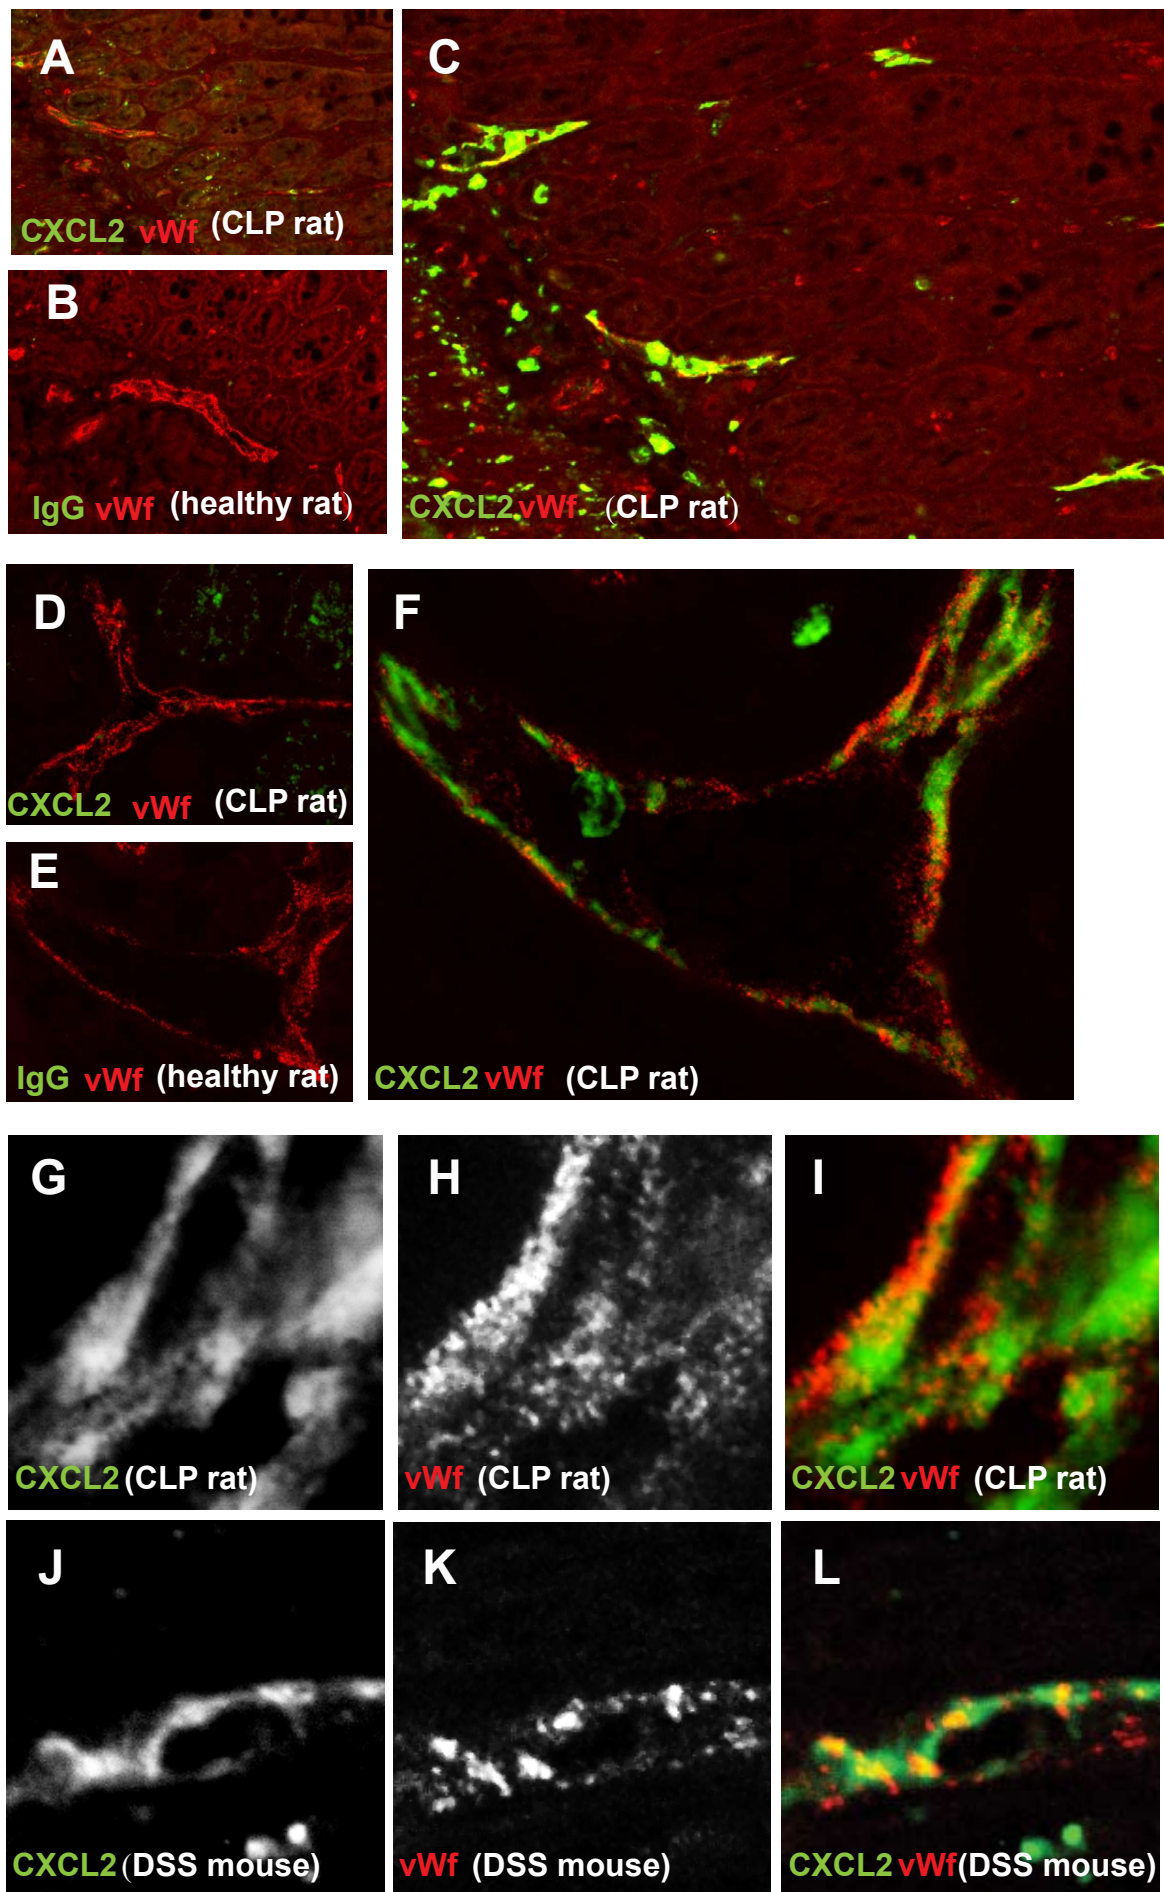 A
CXCL2 vWf (CLP rat)
B
IgG vWf (healthy rat)
C
CXCL2 vWf (CLP rat)
D
CXCL2 vWf (CLP rat)
E
IgG vWf (healthy rat)
F
CXCL2 vWf (CLP rat)
G
CXCL2 (CLP rat)
H
vWf (CLP rat)
I
CXCL2 vWf (CLP rat)
J
CXCL2 (DSS mouse)
K
vWf (DSS mouse)
L
CXCL2 vWf (DSS mouse)